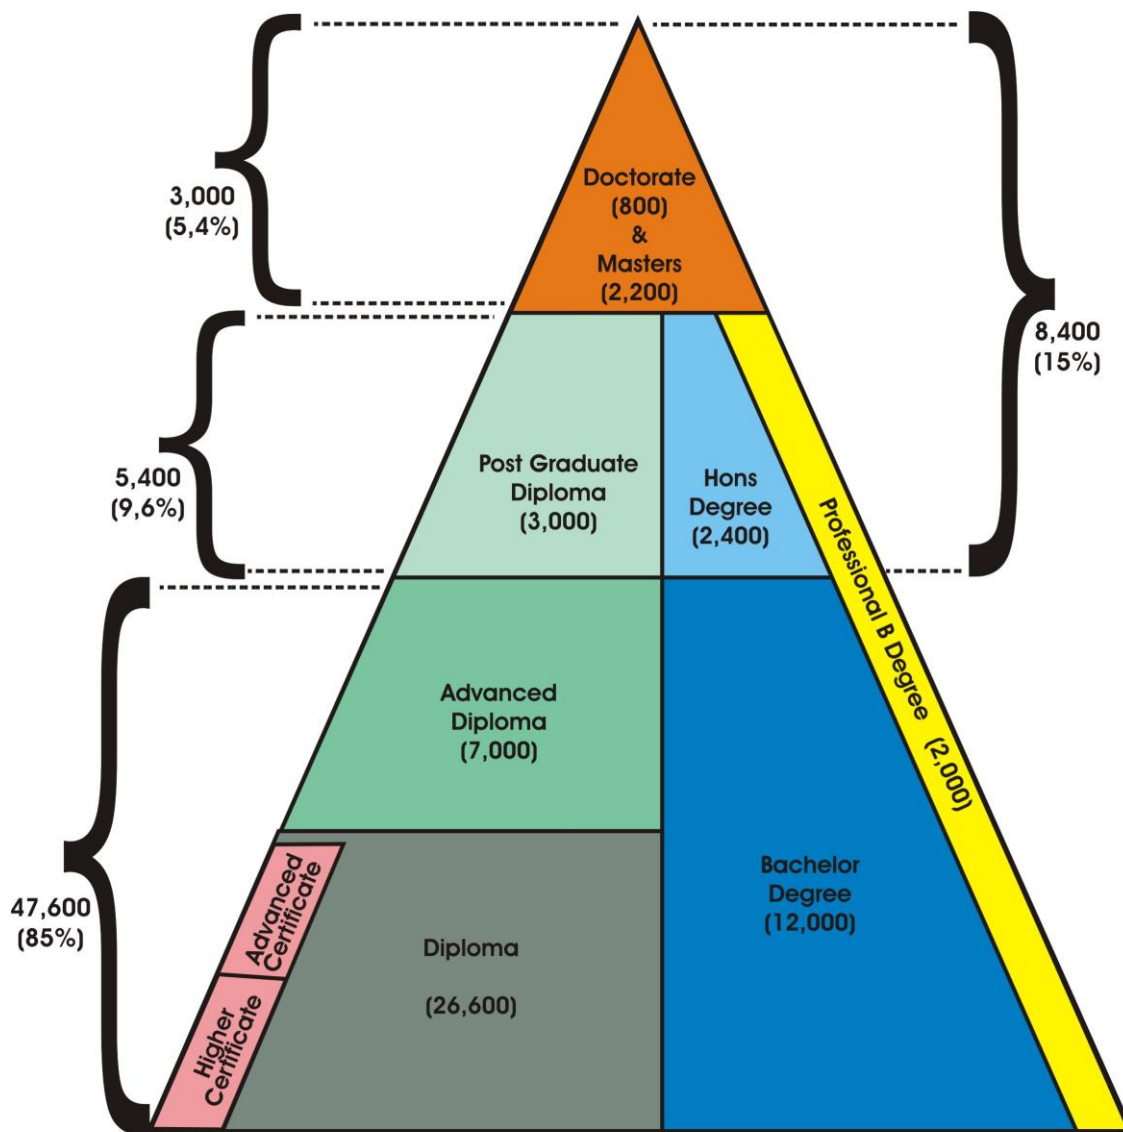 Doctorate
(800)
&
Masters
(2,200)
3,000
(5,4%)
8,400
(15%)
Post Graduate
Diploma
(3,000)
Hons
Degree
(2,400)
5,400
(9,6%)
Professional B Degree (2,000)
Advanced
Diploma
(7,000)
Bachelor
Degree
(12,000)
47,600
(85%)
Advanced
Certificate
Diploma
(26,600)
Higher
Certificate